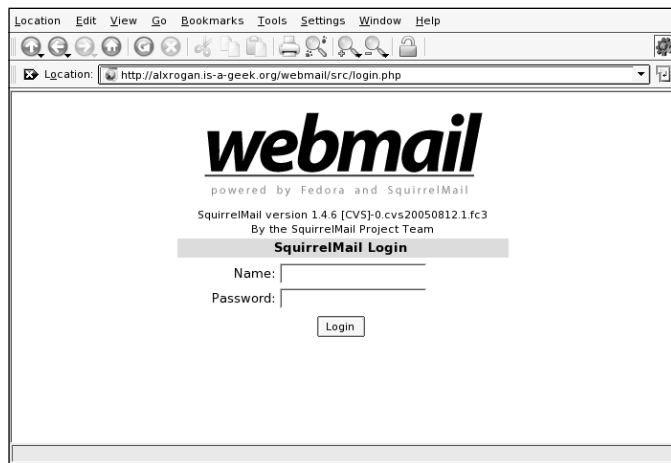 Location Edit View Go Bookmarks Tools Settings Window Help
Location: http://alxrogan.is-a-geek.org/webmail/src/login.php
webmail
powered by Fedora and SquirrelMail
SquirrelMail version 1.4.6 [CVS]-0.cvs20050812.1.fc3
By the SquirrelMail Project Team
SquirrelMail Login
Name:
Password:
Login